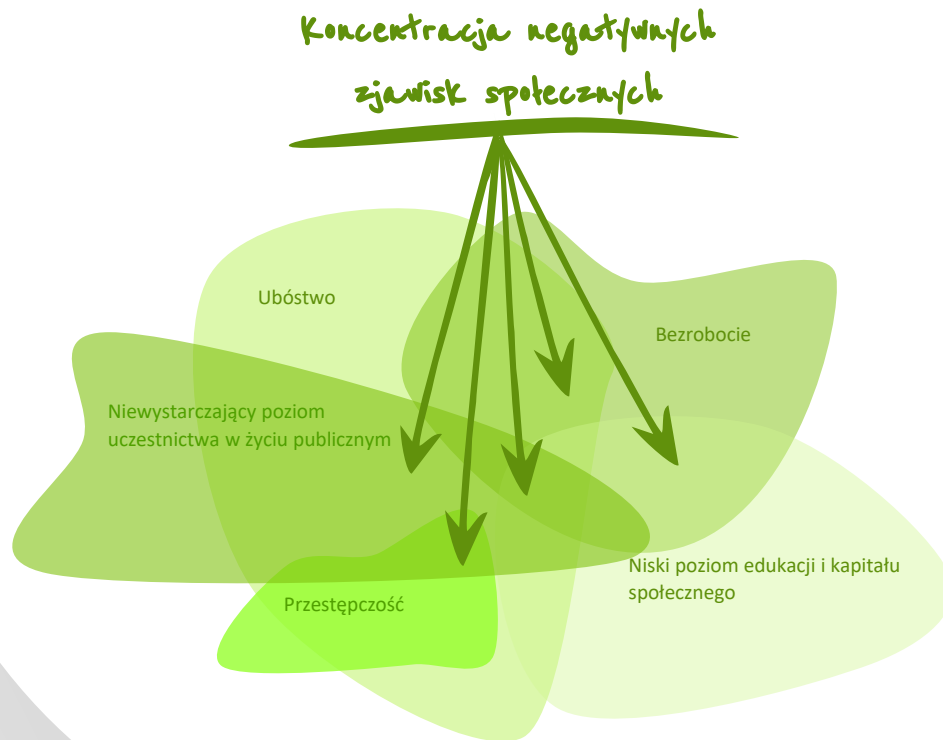 Koncentracja negatywnych
zjawisk społecznych
Ubóstwo
Bezrobocie
Niewystarczający poziom
uczestnictwa w życiu publicznym
Niski poziom edukacji i kapitału
społecznego
Przestępczość